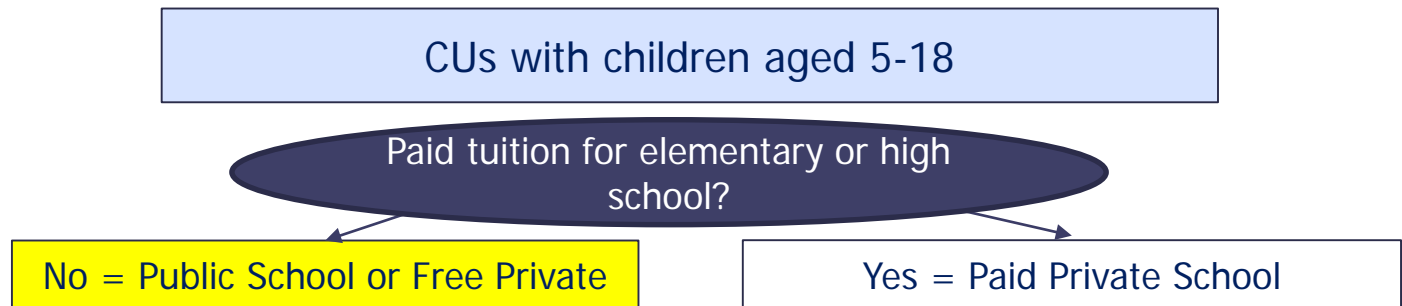 CUs with children aged 5-18
Paid tuition for elementary or high
school?
No = Public School or Free Private
Yes = Paid Private School